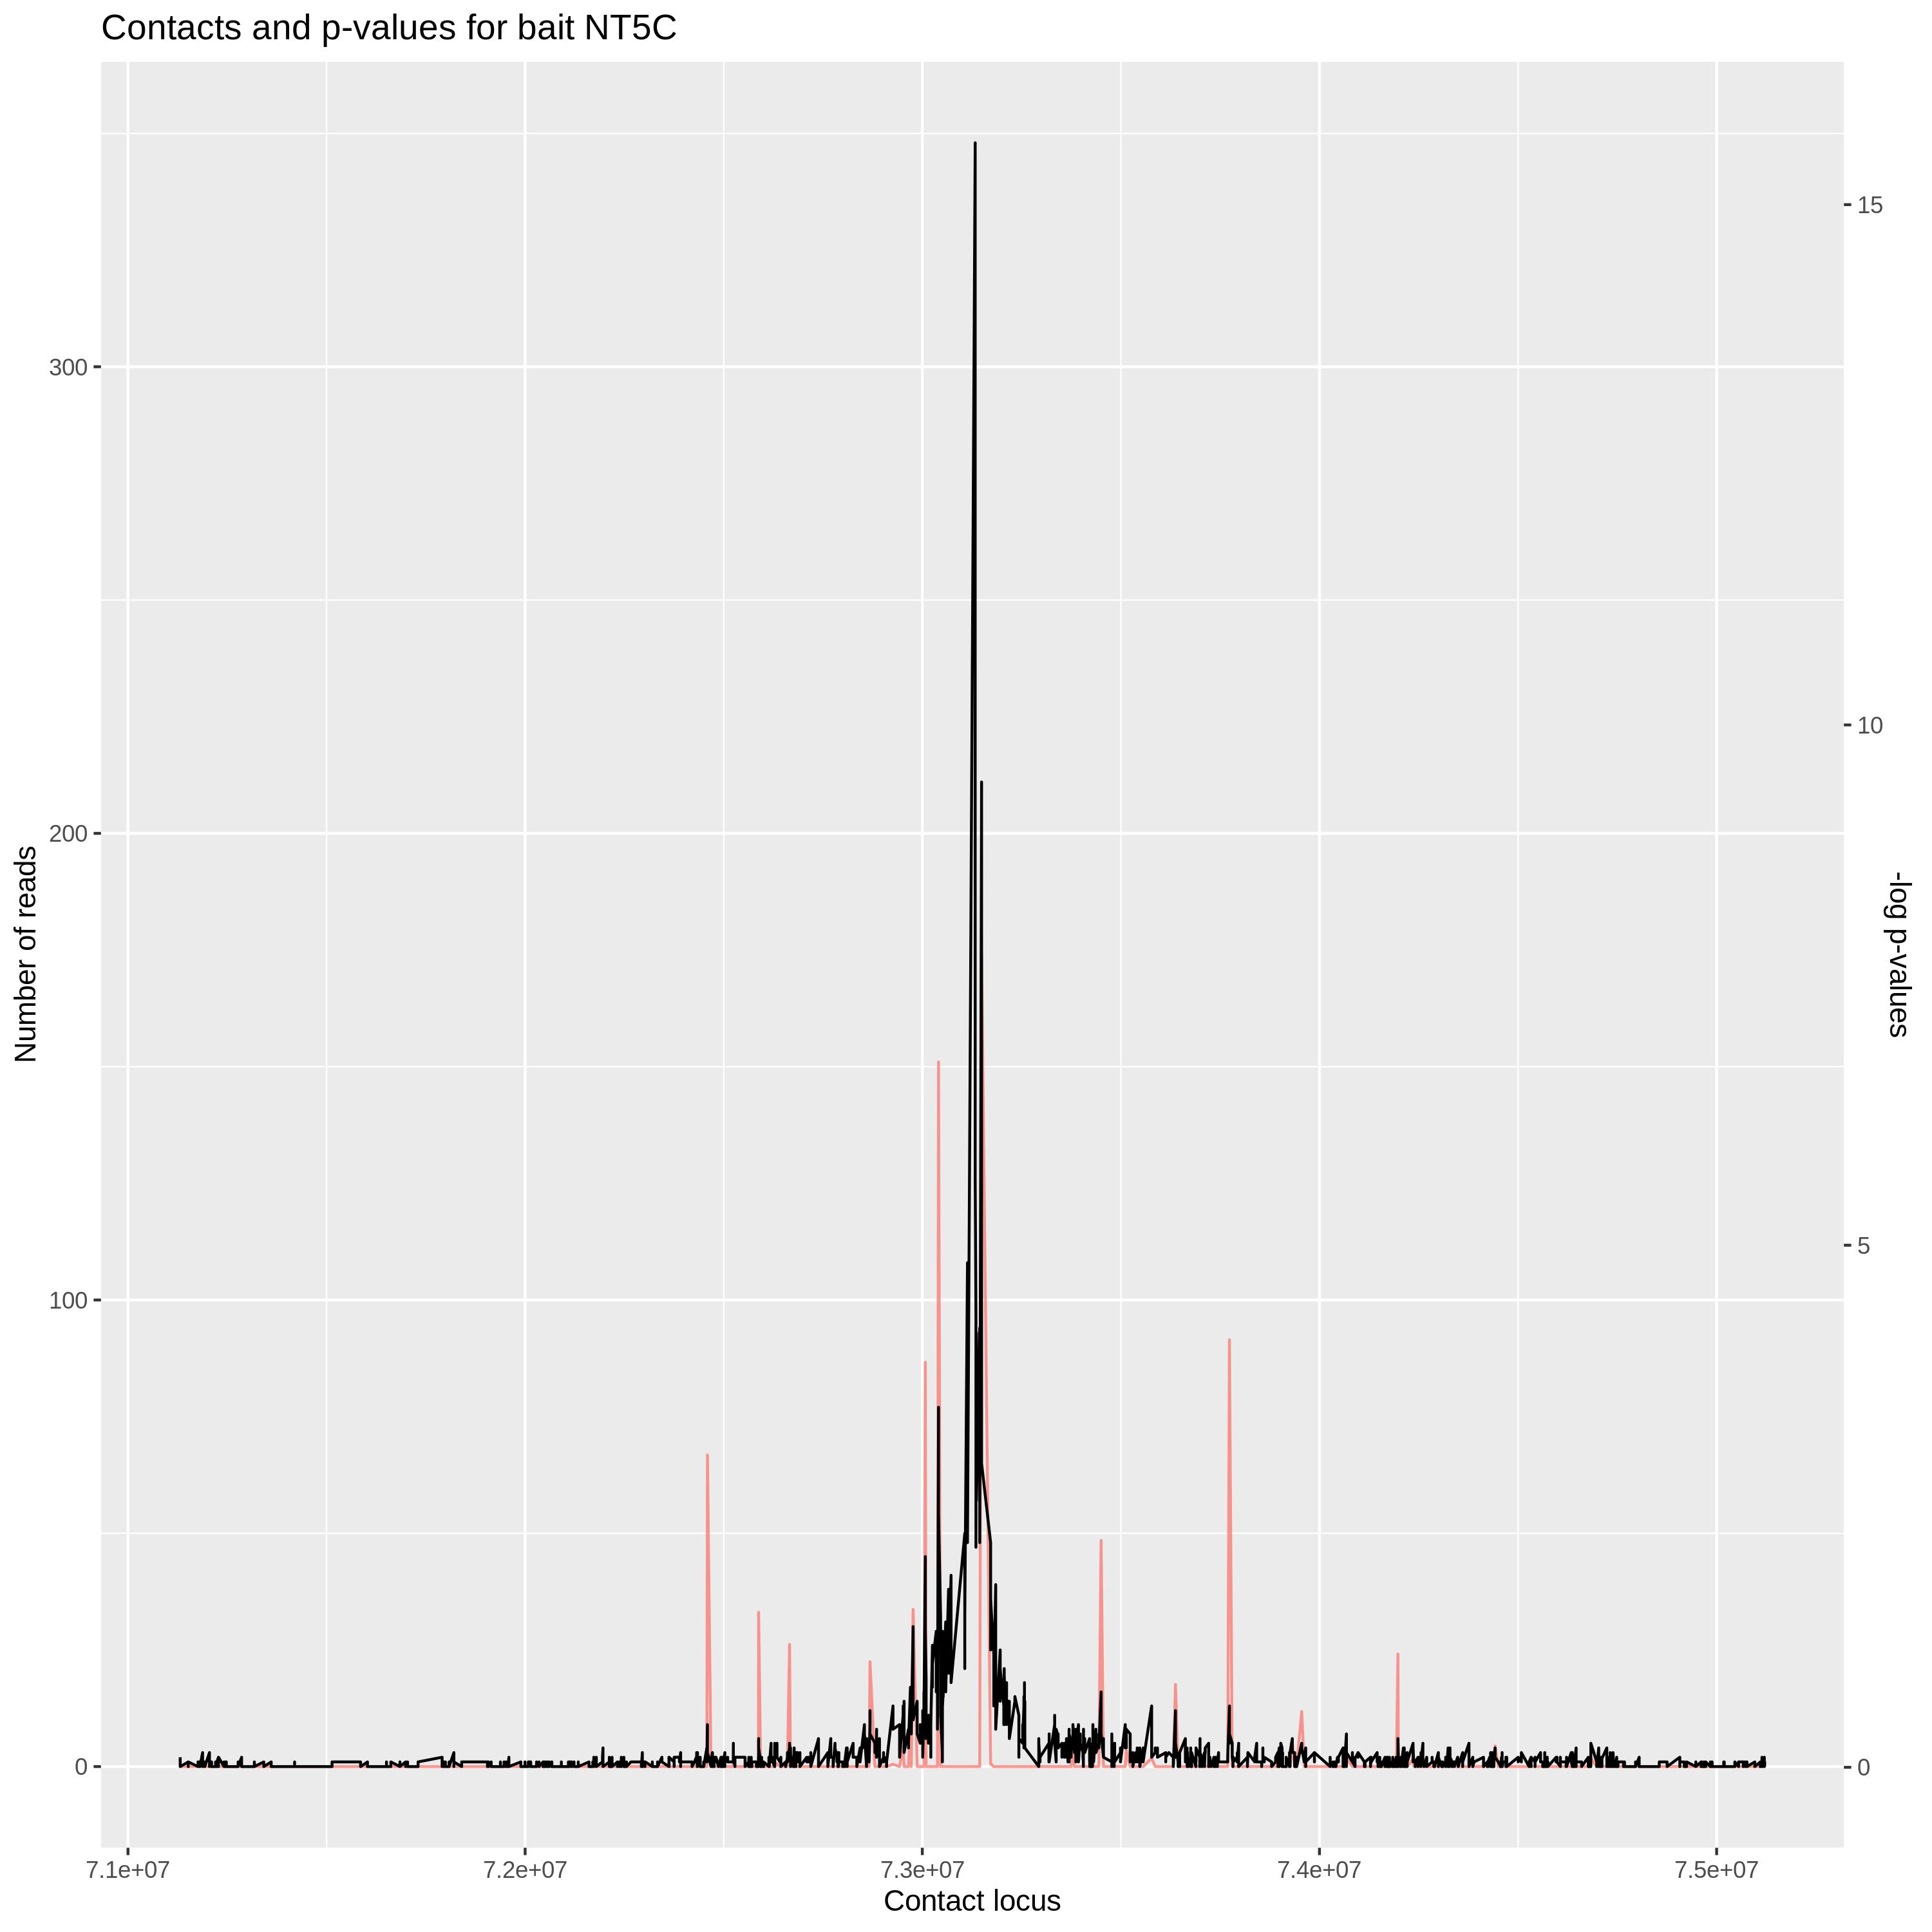 Contacts and p-values for bait NT5C
Number of reads
300
200
100
0
15
10
5
0
-log p-values
7.1e+07
7.2e+07
7.3e+07
7.4e+07
7.5e+07
Contact locus